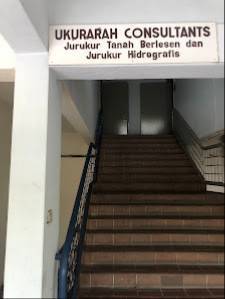 UKURARAH CONSULTANTS
Jurukur Tanah Berlesen dan
Jurukur Hidrografis